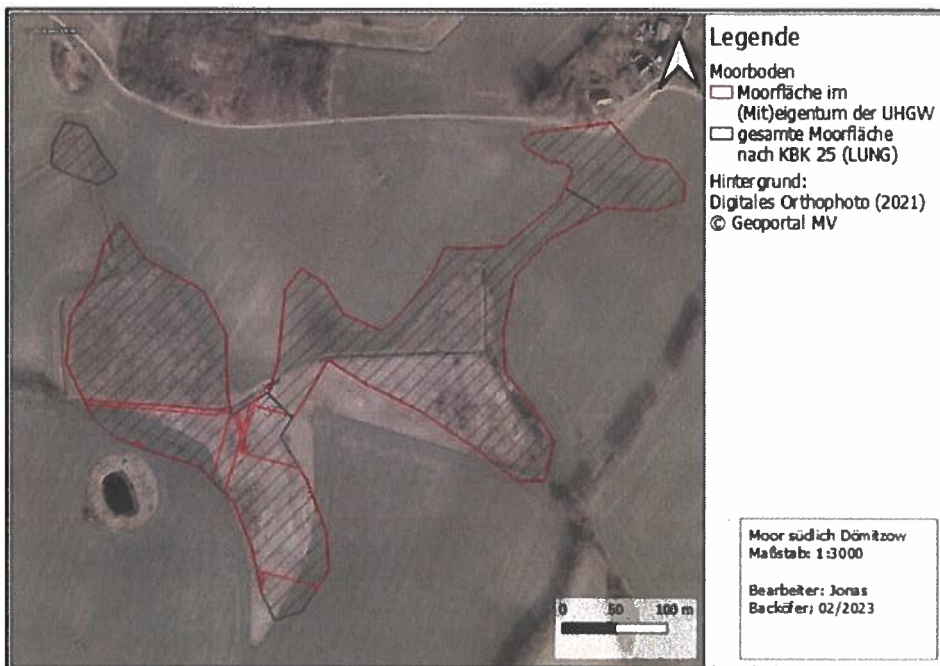 Legende
Moorboden
Moorfläche im
(Mit)eigentum der UHGW
gesamte Moorfläche
nach KBK 25 (LUNG)
Hintergrund:
Digitales Orthophoto (2021)
© Geoportal MV
Moor südlich Dömitzow
Maßstab: 1:3000
Bearbeiter: Jonas
Backöfer; 02/2023
0 50 100 m